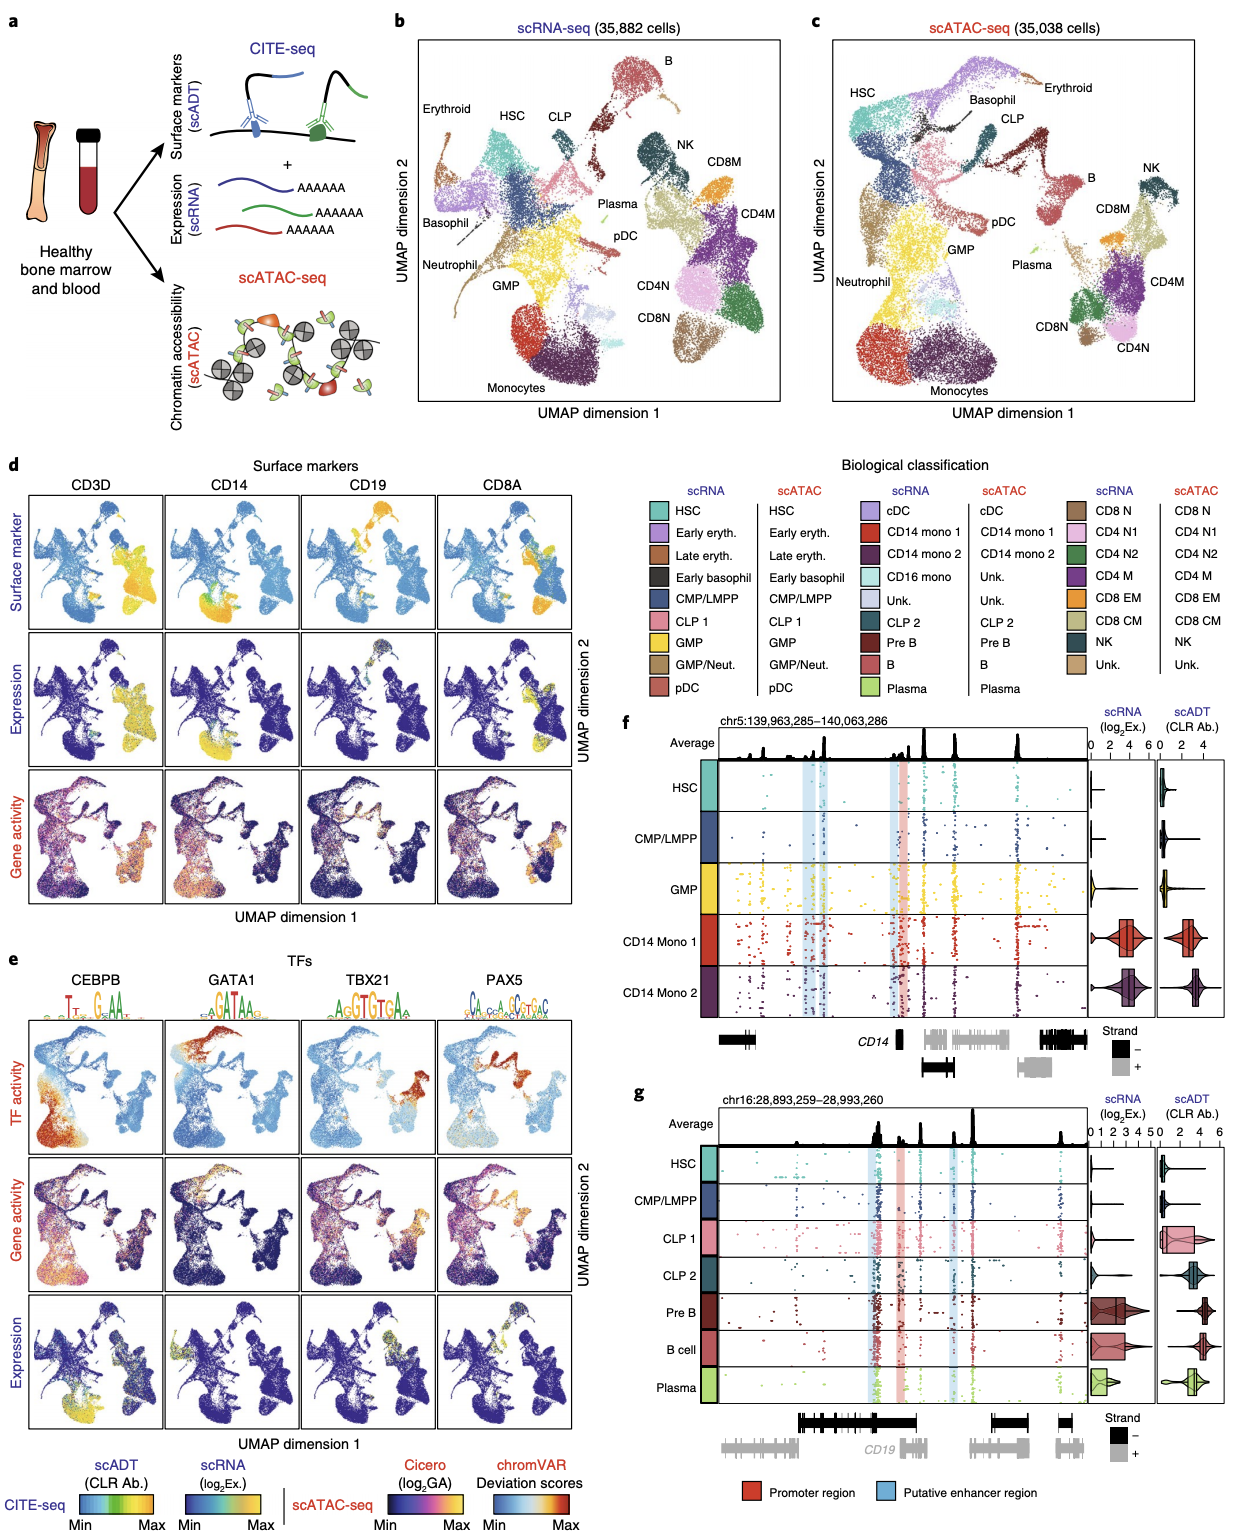 a
CITE-seq
Surface markers
(scADT)
+
Expression
(scRNA)
AAAAAA
AAAAAA
AAAAAA
Healthy
bone marrow
and blood
scATAC-seq
Chromatin accessibility
(scATAC)
b
scRNA-seq (35,882 cells)
B
Erythroid
HSC
CLP
NK
CD8M
Plasma
CD4M
Basophil
pDC
Neutrophil
GMP
CD4N
CD8N
Monocytes
UMAP dimension 2
UMAP dimension 1
c
scATAC-seq (35,038 cells)
HSC
Erythroid
Basophil
CLP
B
NK
CD8M
pDC
GMP
Plasma
Neutrophil
CD4M
CD8N
CD4N
Monocytes
UMAP dimension 2
UMAP dimension 1
d
Surface markers
CD3D
CD14
CD19
CD8A
Surface marker
Expression
Gene activity
UMAP dimension 2
UMAP dimension 1
Biological classification
scRNA scATAC scRNA scATAC scRNA scATAC
HSC HSC cDC cDC CD8 N CD8 N
Early eryth. Early eryth. CD14 mono 1 CD14 mono 1 CD4 N1 CD4 N1
Late eryth. Late eryth. CD14 mono 2 CD14 mono 2 CD4 N2 CD4 N2
Early basophil Early basophil CD16 mono Unk. CD4 M CD4 M
CMP/LMPP CMP/LMPP Unk. Unk. CD8 EM CD8 EM
CLP 1 CLP 1 CLP 2 CLP 2 CD8 CM CD8 CM
GMP GMP Pre B Pre B NK NK
GMP/Neut. GMP/Neut. B B Unk. Unk.
pDC pDC Plasma Plasma
e
TFs
CEBPB
GATA1
TBX21
PAX5
TF activity
Gene activity
Expression
UMAP dimension 2
UMAP dimension 1
CITE-seq
scADT
(CLR Ab.)
Min Max
scRNA
(log2Ex.)
Min Max
scATAC-seq
Cicero
(log2GA)
Min Max
chromVAR
Deviation scores
Min Max
f
chr5:139,963,285–140,063,286
scRNA
(log2Ex.)
0 2 4 6
scADT
(CLR Ab.)
0 2 4
Average
HSC
CMP/LMPP
GMP
CD14 Mono 1
CD14 Mono 2
CD14
Strand
–
+
g
chr16:28,893,259–28,993,260
scRNA
(log2Ex.)
0 1 2 3 4 5
scADT
(CLR Ab.)
0 2 4 6
Average
HSC
CMP/LMPP
CLP 1
CLP 2
Pre B
B cell
Plasma
CD19
Strand
–
+
Promoter region
Putative enhancer region